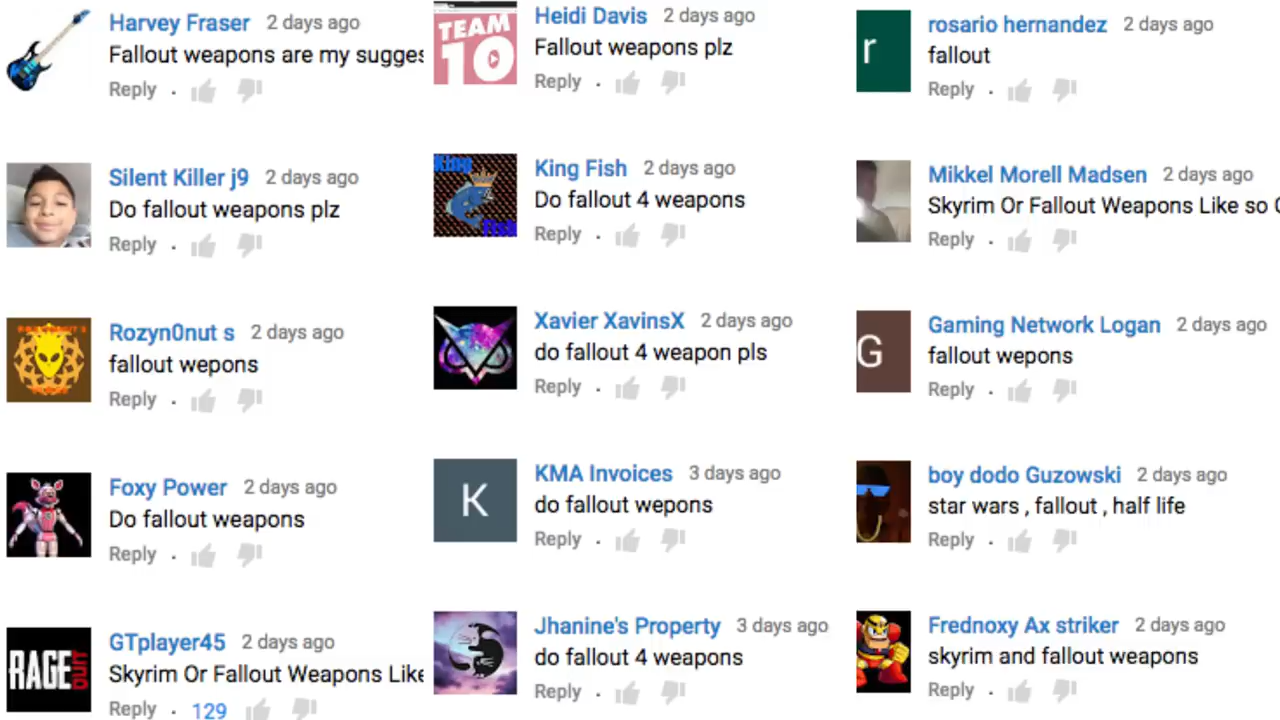 Harvey Fraser 2 days ago
Fallout weapons are my sugges
Reply
Silent Killer j9 2 days ago
Do fallout weapons plz
Reply
Rozyn0nut s 2 days ago
fallout wepons
Reply
Foxy Power 2 days ago
Do fallout weapons
Reply
RAGE QUIT
GTplayer45 2 days ago
Skyrim Or Fallout Weapons Like
Reply · 129
TEAM
10
Heidi Davis 2 days ago
Fallout weapons plz
Reply
King
Fish
King Fish 2 days ago
Do fallout 4 weapons
Reply
Xavier XavinsX 2 days ago
do fallout 4 weapon pls
Reply
K
KMA Invoices 3 days ago
do fallout wepons
Reply
Jhanine's Property 3 days ago
do fallout 4 weapons
Reply
r
rosario hernandez 2 days ago
fallout
Reply
Mikkel Morell Madsen 2 days ago
Skyrim Or Fallout Weapons Like so
Reply
G
Gaming Network Logan 2 days ago
fallout wepons
Reply
boy dodo Guzowski 2 days ago
star wars , fallout , half life
Reply
Frednoxy Ax striker 2 days ago
skyrim and fallout weapons
Reply